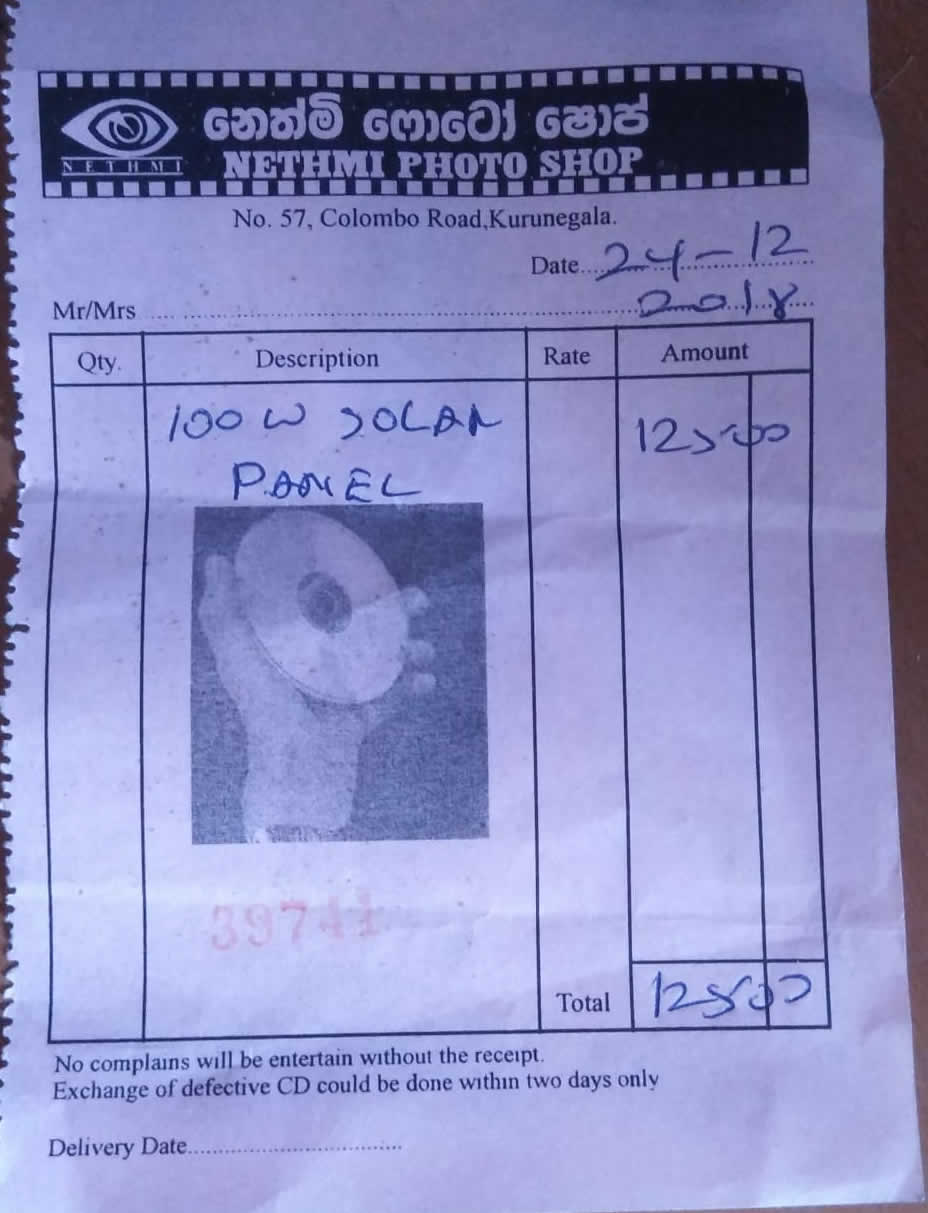 නෙත්මි ෆොටෝ ෂොප්
NETHMI
NETHMI PHOTO SHOP
No. 57, Colombo Road,Kurunegala.
Date 24-12
Mr/Mrs 2018
Qty. Description Rate Amount
100 W SOLAR 12500
PANEL
39741
Total 12500
No complains will be entertain without the receipt.
Exchange of defective CD could be done within two days only
Delivery Date